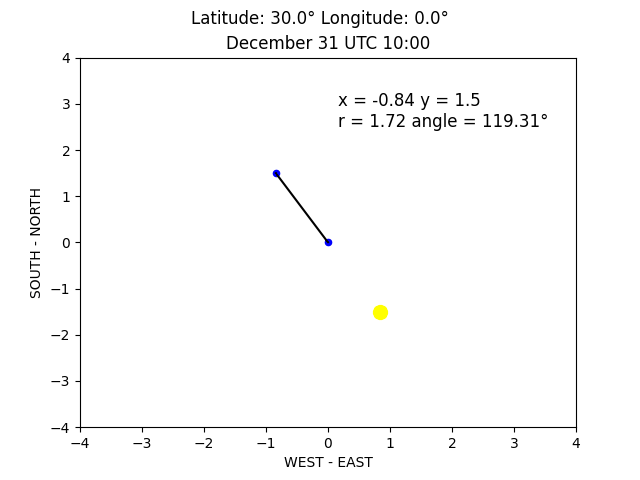 Latitude: 30.0° Longitude: 0.0°
December 31 UTC 10:00
x = -0.84 y = 1.5
r = 1.72 angle = 119.31°
4
3
2
1
0
−1
−2
−3
−4
SOUTH - NORTH
−4 −3 −2 −1 0 1 2 3 4
WEST - EAST